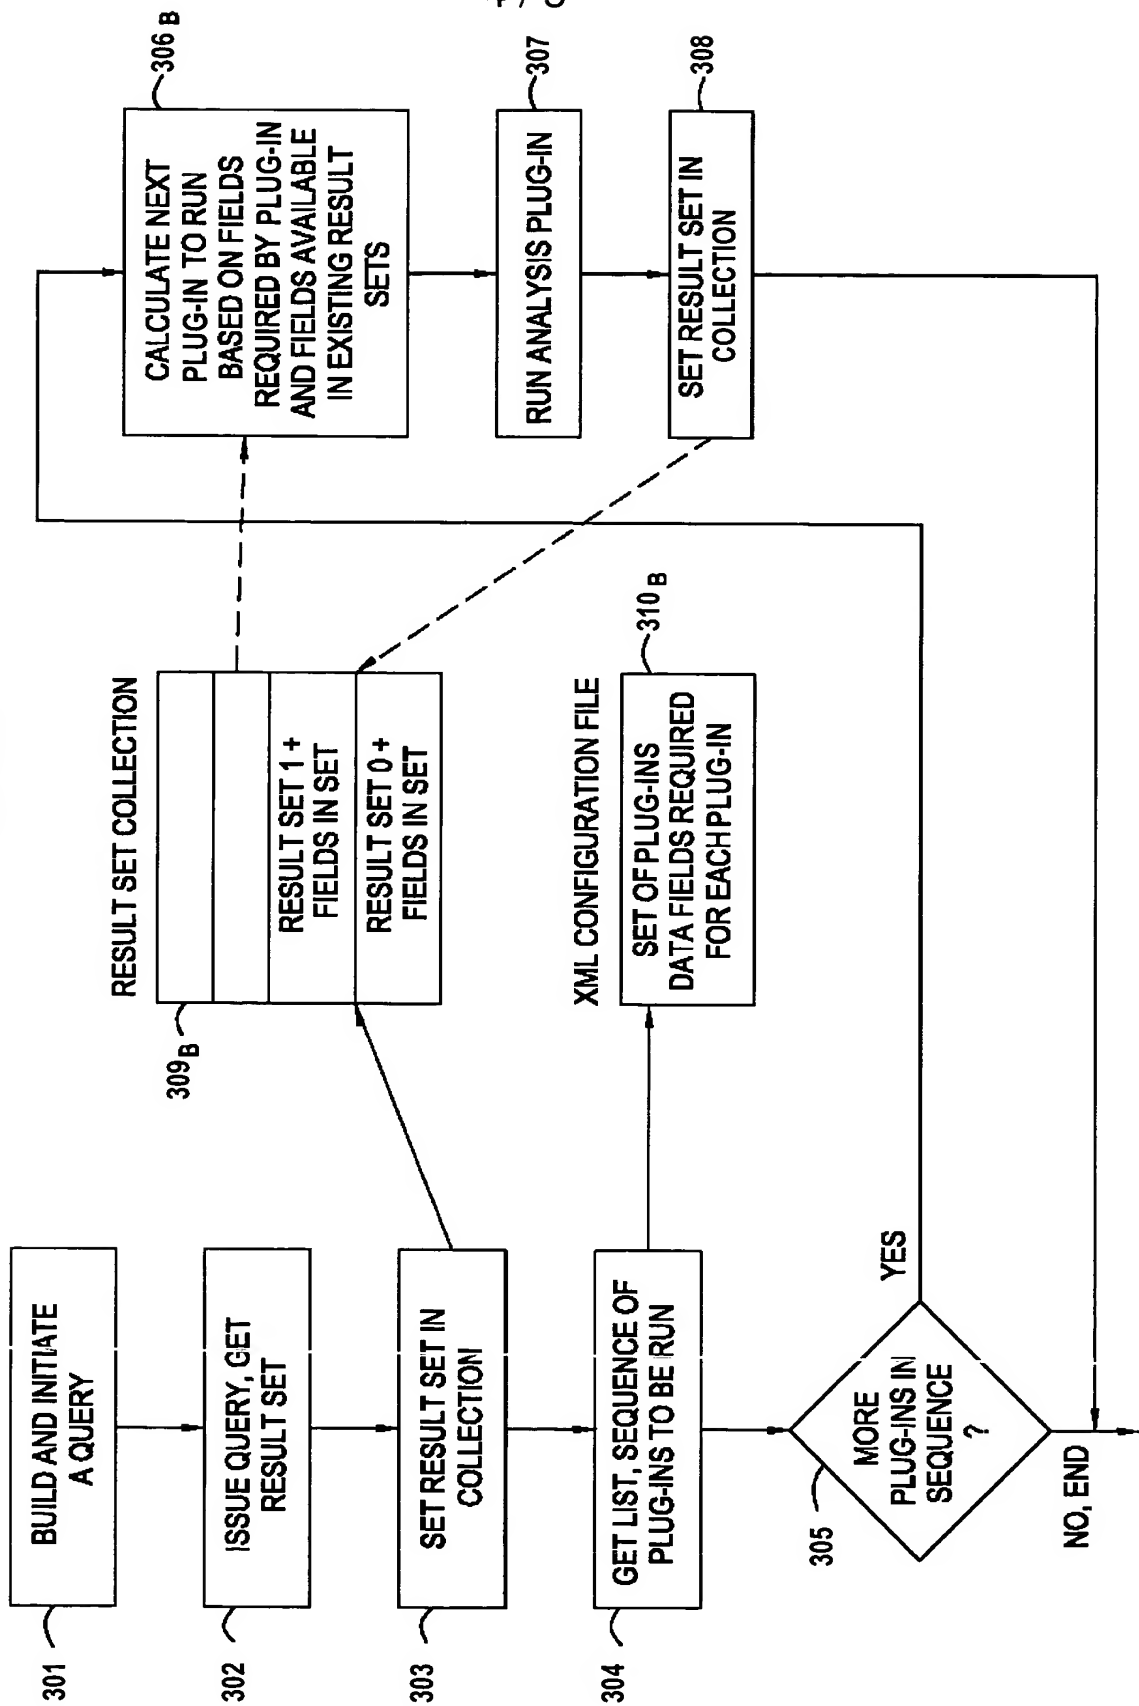 301
BUILD AND INITIATE
A QUERY
302
ISSUE QUERY, GET
RESULT SET
303
SET RESULT SET IN
COLLECTION
304
GET LIST, SEQUENCE OF
PLUG-INS TO BE RUN
305
MORE
PLUG-INS IN
SEQUENCE
?
YES
NO, END
RESULT SET COLLECTION
309B
RESULT SET 1 +
FIELDS IN SET
RESULT SET 0 +
FIELDS IN SET
XML CONFIGURATION FILE
310B
SET OF PLUG-INS
DATA FIELDS REQUIRED
FOR EACH PLUG-IN
306B
CALCULATE NEXT
PLUG-IN TO RUN
BASED ON FIELDS
REQUIRED BY PLUG-IN
AND FIELDS AVAILABLE
IN EXISTING RESULT
SETS
307
RUN ANALYSIS PLUG-IN
308
SET RESULT SET IN
COLLECTION